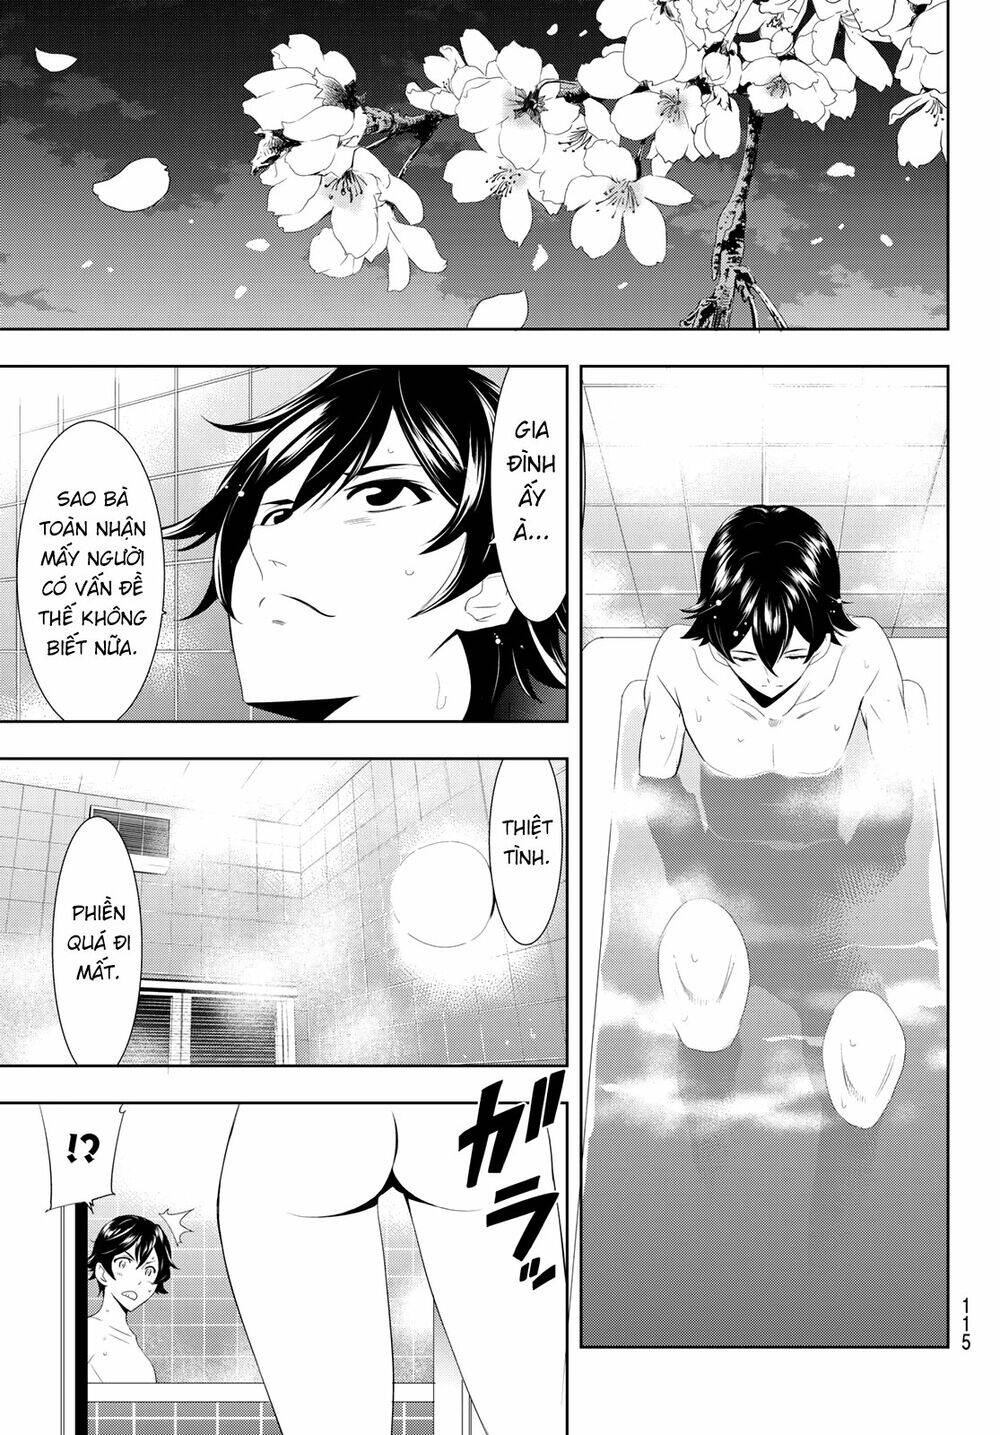 GIA
ĐÌNH
ẤY
À...
SAO BÀ
TOÀN NHẬN
MẤY NGƯỜI
CÓ VẤN ĐỀ
THẾ KHÔNG
BIẾT NỮA.
THIỆT
TÌNH.
PHIỀN
QUÁ ĐI
MẤT.
ガラ
!?
115